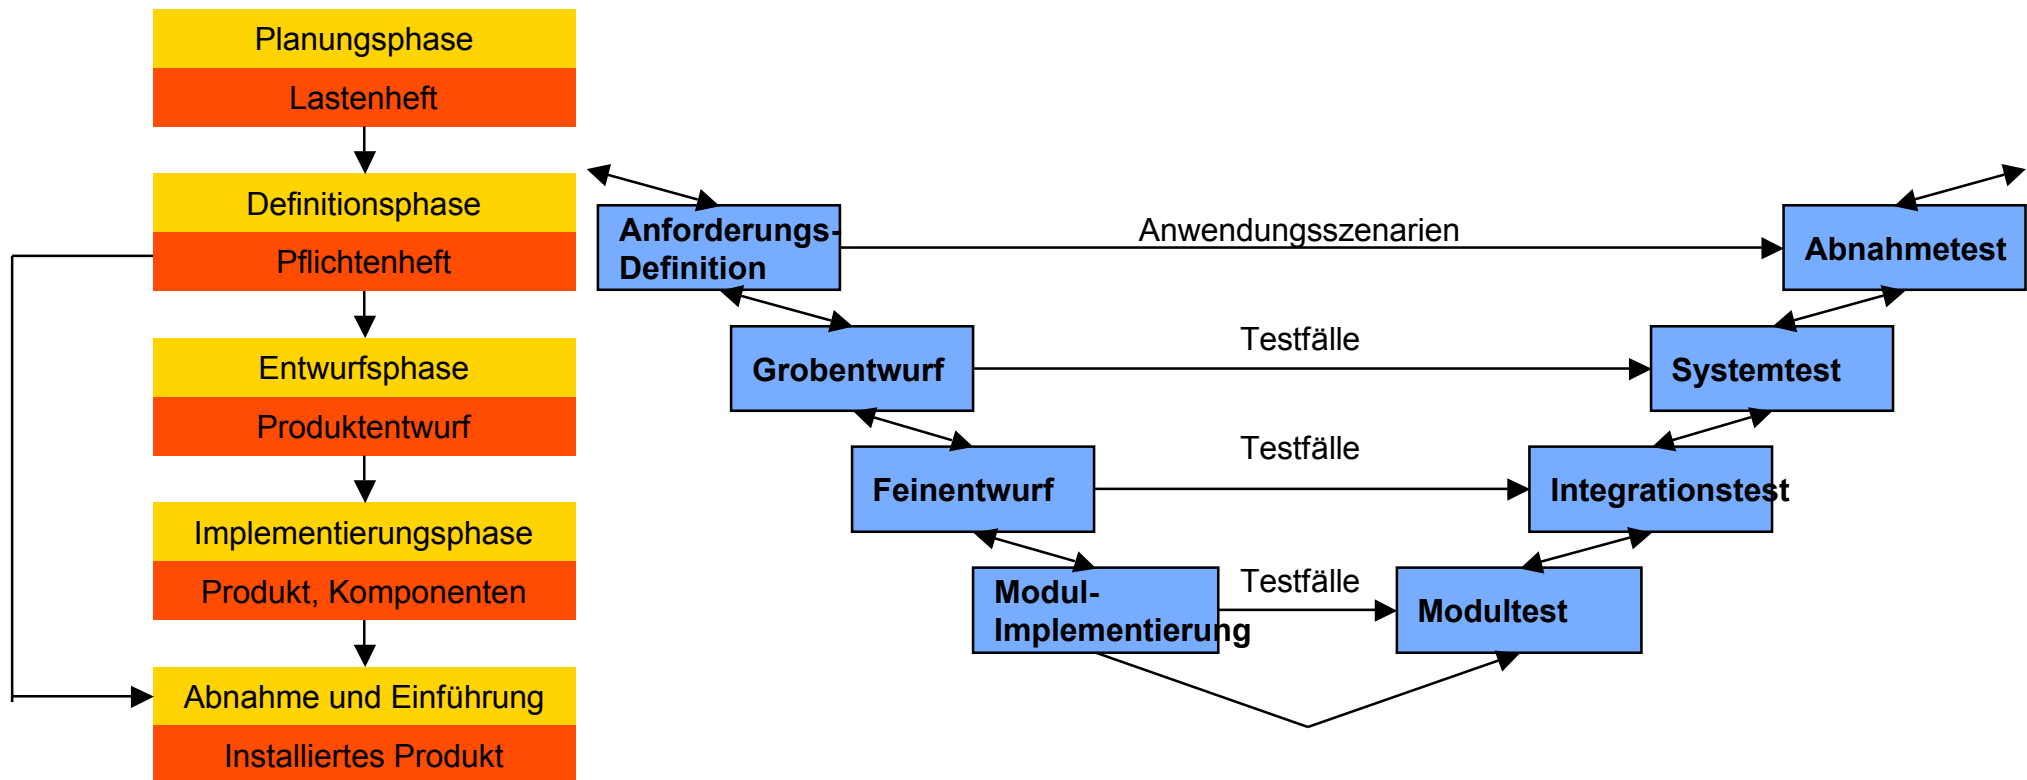 Planungsphase
Lastenheft
Definitionsphase
Pflichtenheft
Entwurfsphase
Produktentwurf
Implementierungsphase
Produkt, Komponenten
Abnahme und Einführung
Installiertes Produkt
Anforderungs-
Definition
Anwendungsszenarien
Abnahmetest
Grobentwurf
Testfälle
Systemtest
Feinentwurf
Testfälle
Integrationstest
Modul-
Implementierung
Testfälle
Modultest